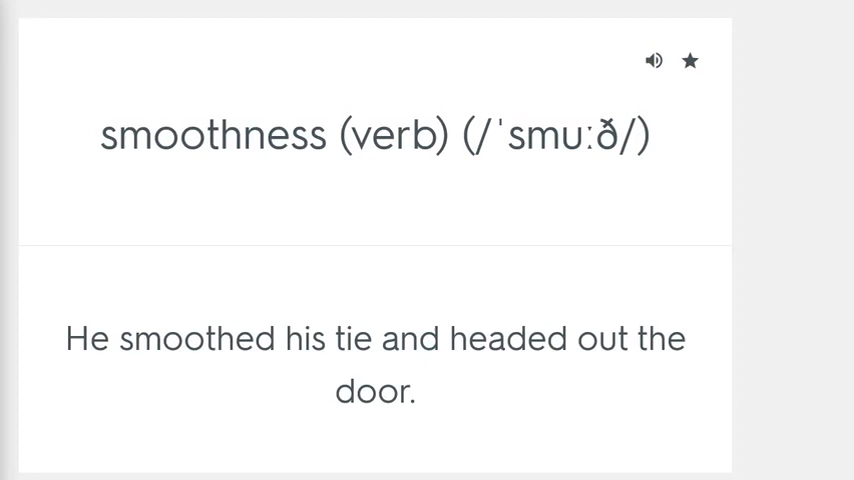 smoothness (verb) (/ˈsmuːð/)
He smoothed his tie and headed out the
door.